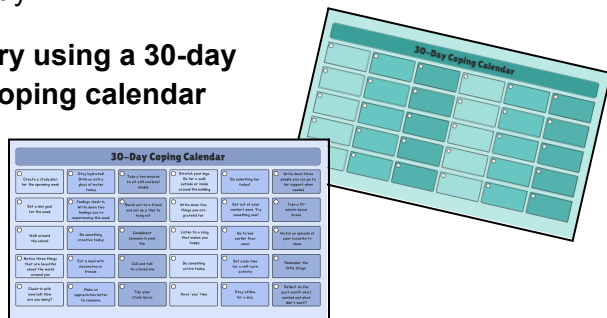 ry using a 30-day
oping calendar
30-Day Coping Calendar
30-Day Coping Calendar
Create a study plan
for the upcoming week
Stay hydrated!
Drink an extra
glass of water
today
Take a few minutes
to sit still and breathe
deeply
Stretch your legs
Go for a walk
outside or inside
around the building
Do something for
today!
Write down three
people you can go to
for support when
needed
Set a mini goal
for the week
Feelings check-in
Write down two
feelings you're
experiencing this week
Reach out to a friend
and set up a time to
hang out
Write down five
things you are
grateful for
Get out of your
comfort zone. Try
something new!
Take a 15-
minute dance
break
Walk around
the school
Do something
creative today
Compliment
someone in your
life
Listen to a song
that makes you
happy
Go to bed
earlier than
usual
Watch an episode of
your favorite tv
show
Notice three things
that are beautiful
about the world
around you
Eat a meal with
classmates or
friends
Call and talk
to a loved one
Do something
active today
Set aside time
for a self-care
activity
Remember the
little things
Check-in with
yourself. How
are you doing?
Make an
appreciation letter
to someone
Tidy your
study space
Have 'you' time
Stay offline
for a day
Reflect on the
past month: what
worked and what
didn't work?